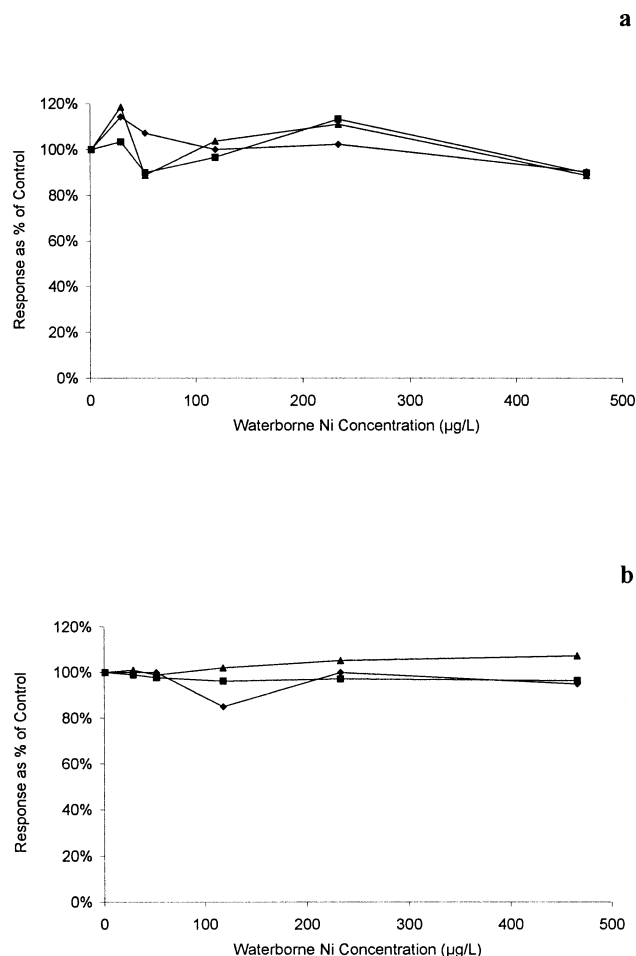 a
120%
100%
80%
60%
40%
20%
0%
Response as % of Control
0 100 200 300 400 500
Waterborne Ni Concentration (µg/L)
b
120%
100%
80%
60%
40%
20%
0%
Response as % of Control
0 100 200 300 400 500
Waterborne Ni Concentration (µg/L)